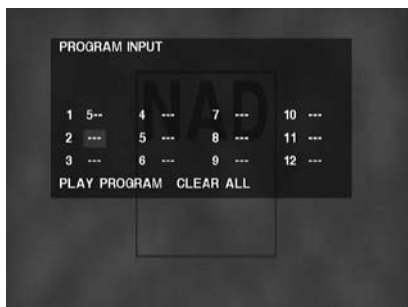 PROGRAM INPUT
NAD
1 5-- 4 --- 7 --- 10 ---
2 --- 5 --- 8 --- 11 ---
3 --- 6 --- 9 --- 12 ---
PLAY PROGRAM CLEAR ALL